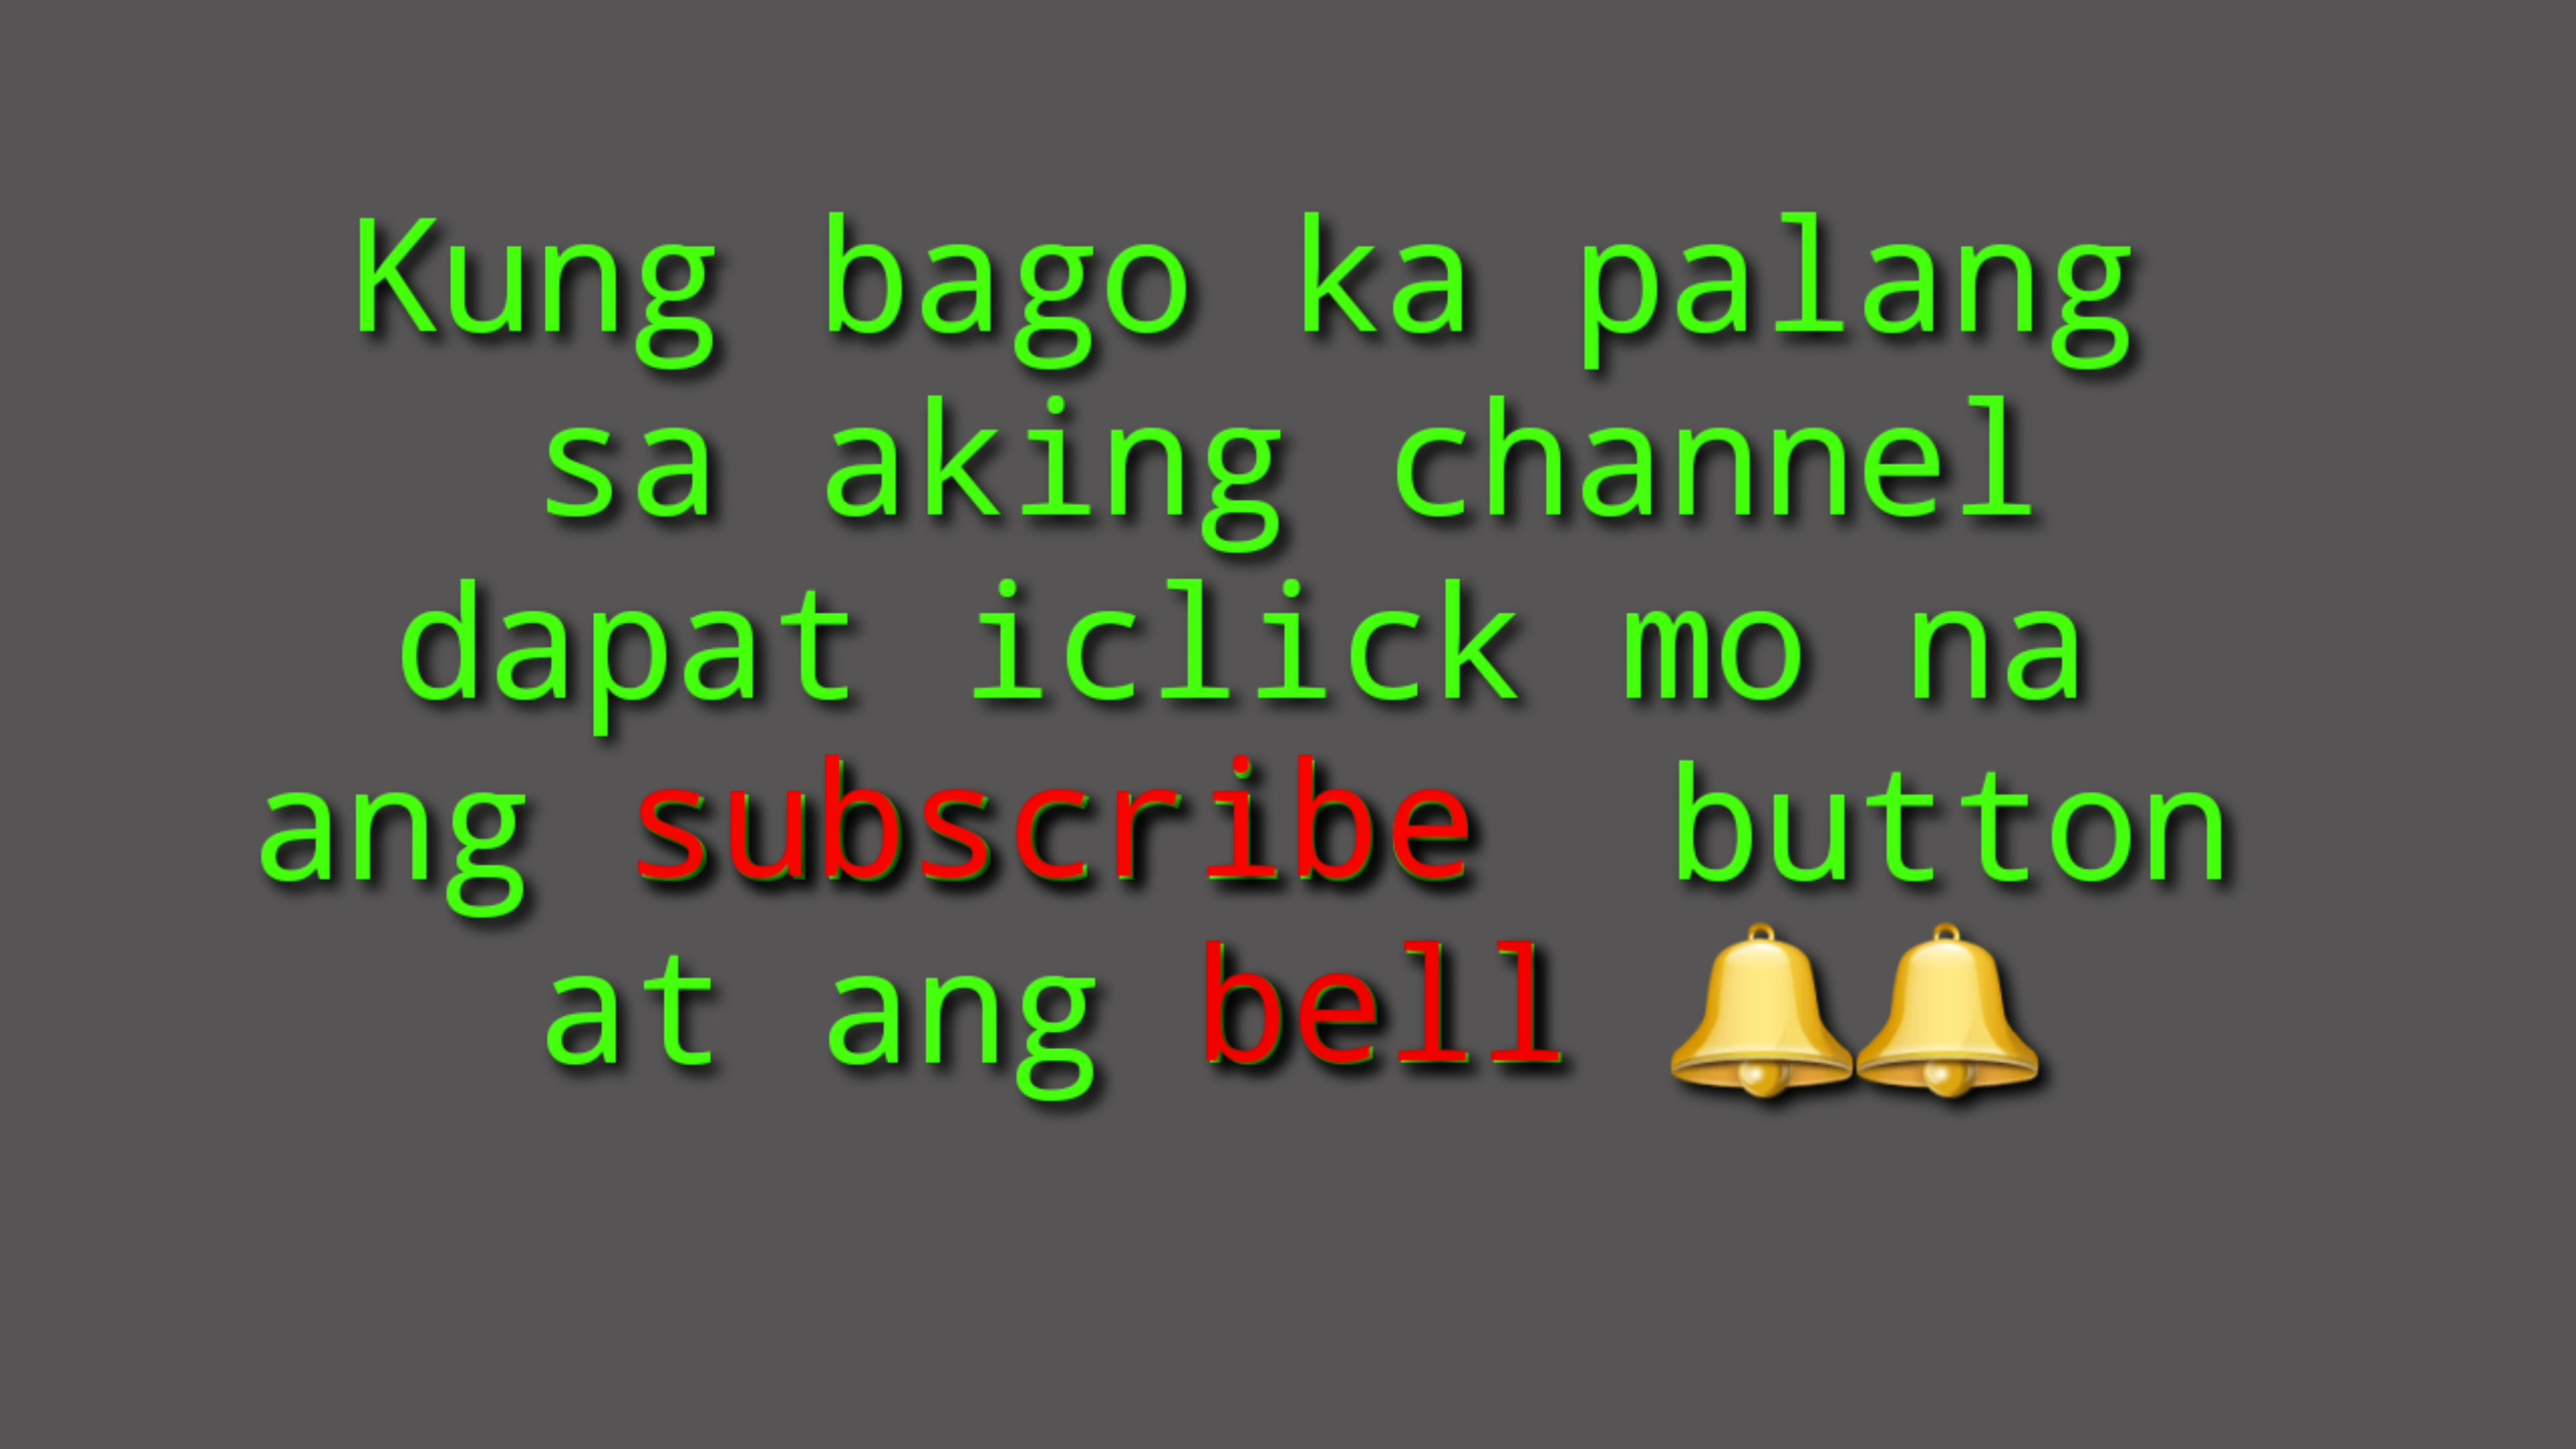 Kung bago ka palang
sa aking channel
dapat iclick mo na
ang subscribe button
at ang bell 🔔🔔